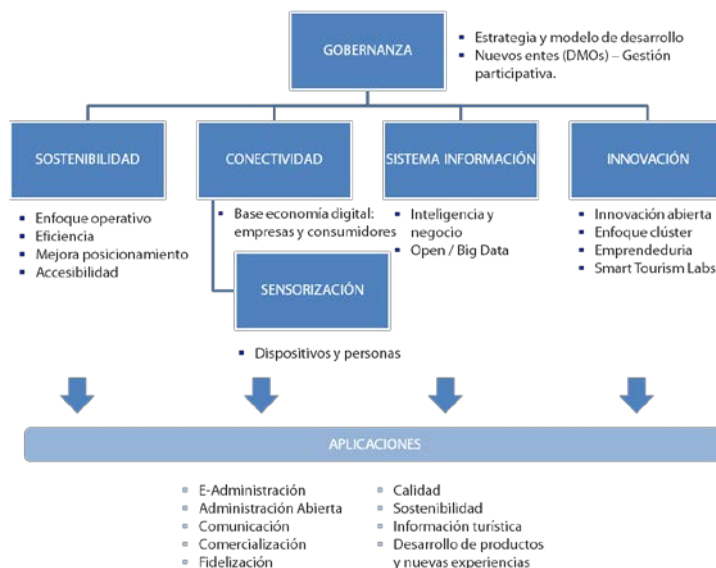 GOBERNANZA
Estrategia y modelo de desarrollo
Nuevos entes (DMOs) – Gestión
participativa.
SOSTENIBILIDAD
Enfoque operativo
Eficiencia
Mejora posicionamiento
Accesibilidad
CONECTIVIDAD
Base economía digital:
empresas y consumidores
SENSORIZACIÓN
Dispositivos y personas
SISTEMA INFORMACIÓN
Inteligencia y
negocio
Open / Big Data
INNOVACIÓN
Innovación abierta
Enfoque clúster
Emprendeduria
Smart Tourism Labs
APLICACIONES
E-Administración
Administración Abierta
Comunicación
Comercialización
Fidelización
Calidad
Sostenibilidad
Información turística
Desarrollo de productos
y nuevas experiencias